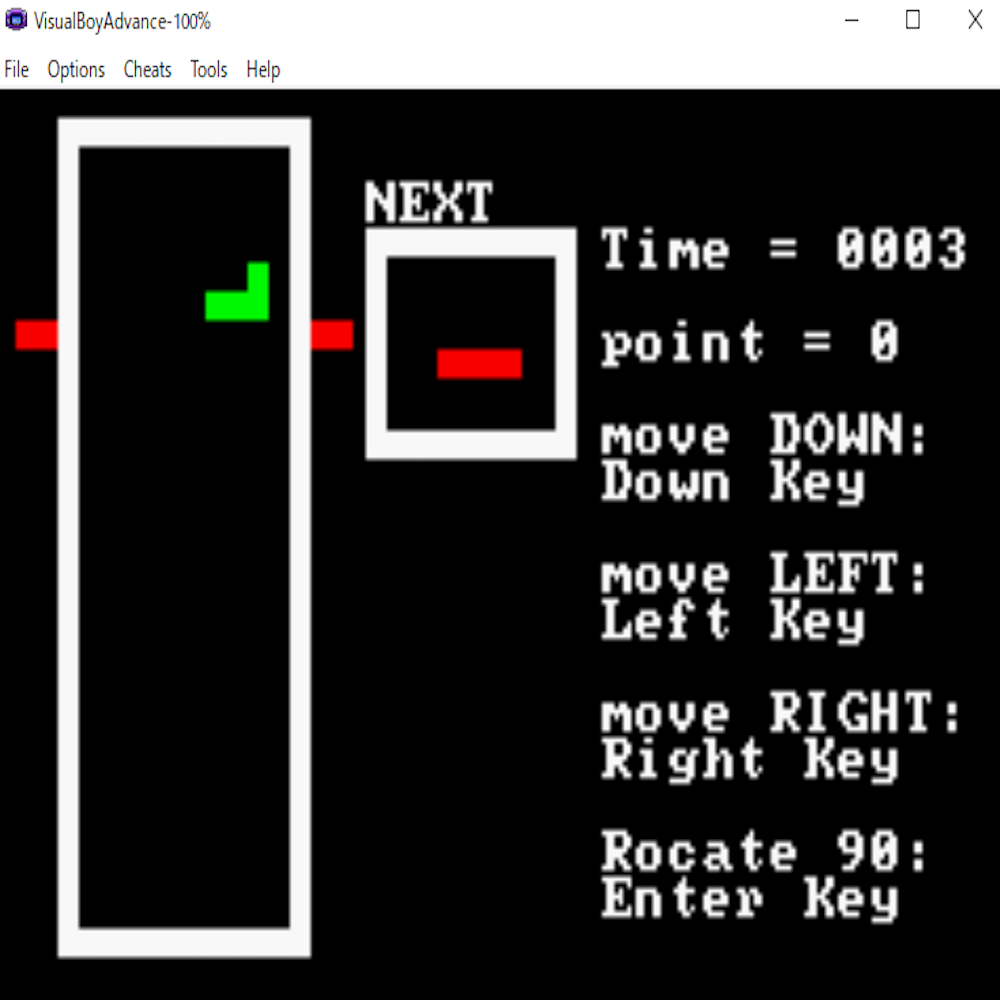 VisualBoyAdvance-100%
File Options Cheats Tools Help
NEXT
Time = 0003
point = 0
move DOWN:
Down Key
move LEFT:
Left Key
move RIGHT:
Right Key
Rocate 90:
Enter Key